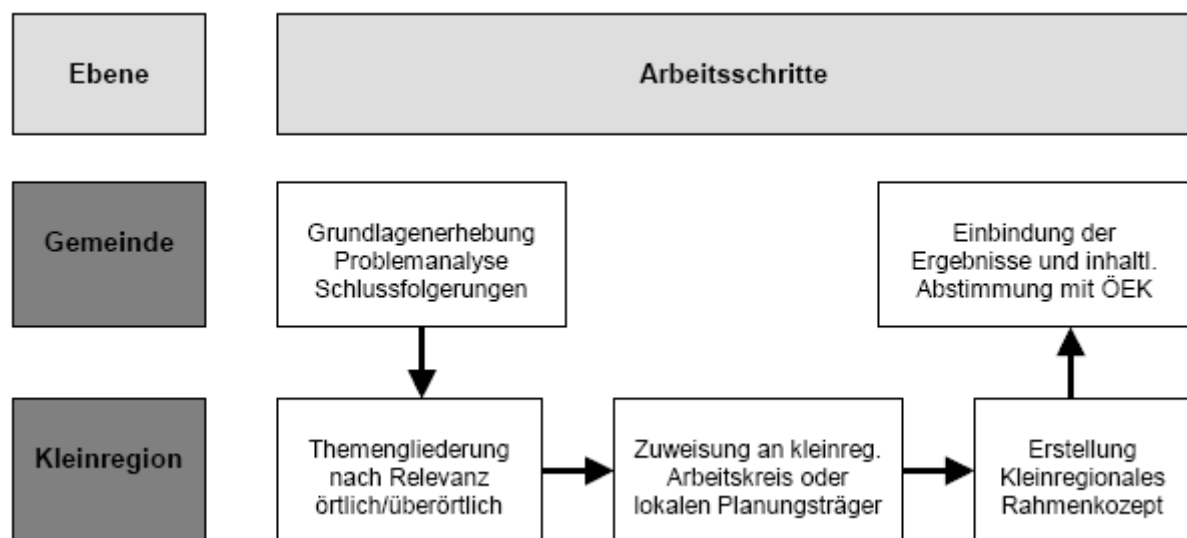 Ebene
Arbeitsschritte
Gemeinde
Grundlagenerhebung
Problemanalyse
Schlussfolgerungen
Einbindung der
Ergebnisse und inhaltl.
Abstimmung mit ÖEK
Kleinregion
Themengliederung
nach Relevanz
örtlich/überörtlich
Zuweisung an kleinreg.
Arbeitskreis oder
lokalen Planungsträger
Erstellung
Kleinregionales
Rahmenkozept